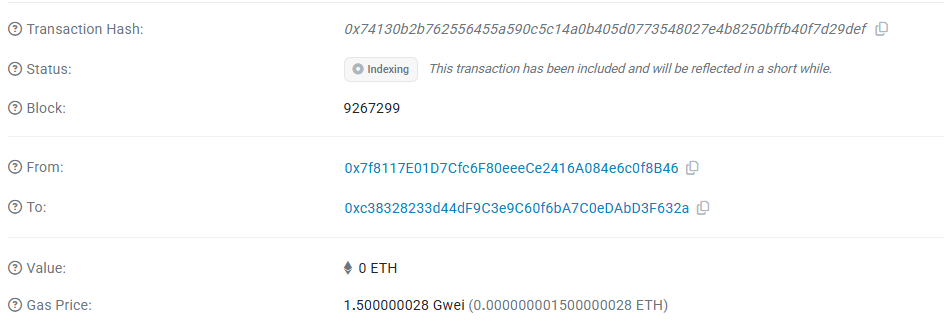 Transaction Hash: 0x74130b2b762556455a590c5c14a0b405d0773548027e4b8250bffb40f7d29def
Status: Indexing This transaction has been included and will be reflected in a short while.
Block: 9267299
From: 0x7f8117E01D7Cfc6F80eeeCe2416A084e6c0f8B46
To: 0xc38328233d44dF9C3e9C60f6bA7C0eDAbD3F632a
Value: 0 ETH
Gas Price: 1.500000028 Gwei (0.000000001500000028 ETH)